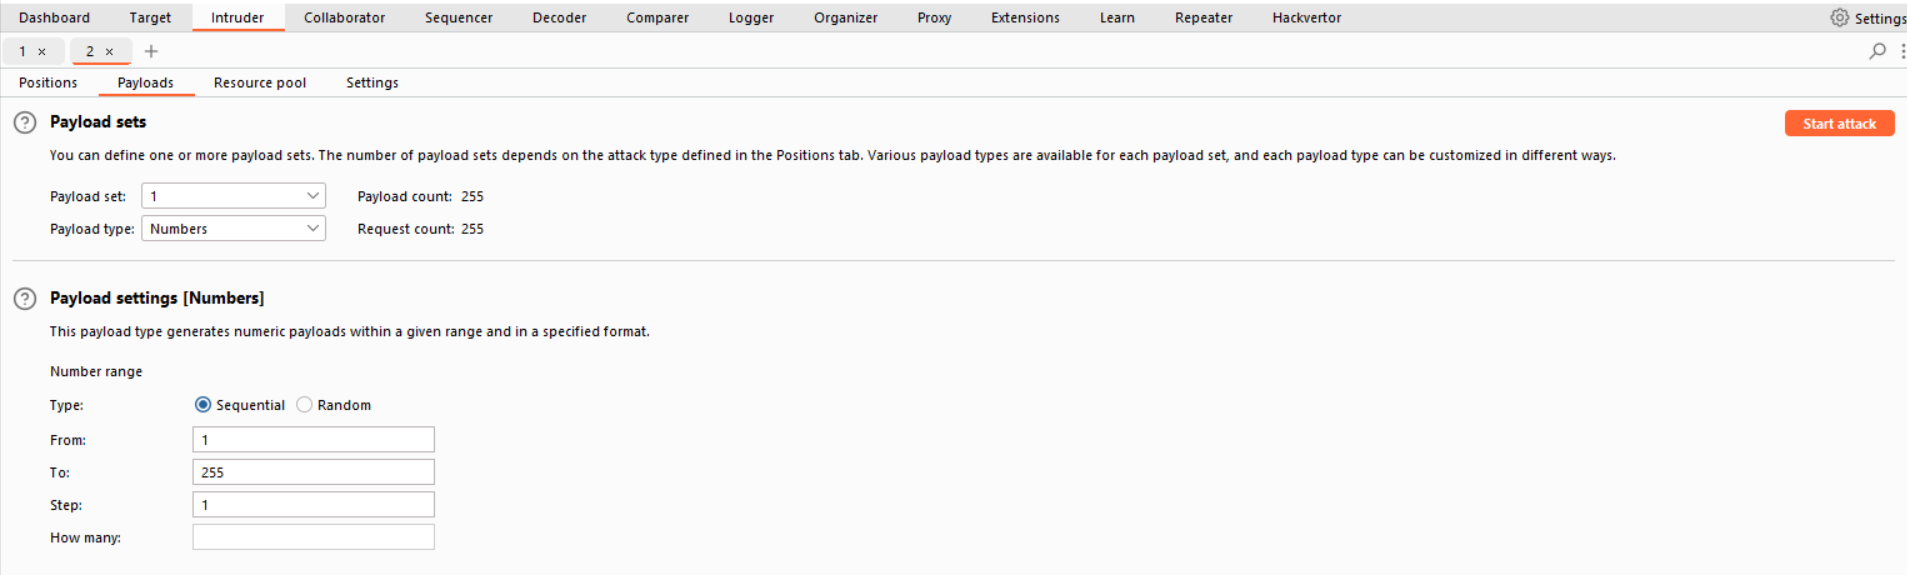 Dashboard Target Intruder Collaborator Sequencer Decoder Comparer Logger Organizer Proxy Extensions Learn Repeater Hackvertor Settings
1 × 2 × +
Positions Payloads Resource pool Settings
? Payload sets Start attack
You can define one or more payload sets. The number of payload sets depends on the attack type defined in the Positions tab. Various payload types are available for each payload set, and each payload type can be customized in different ways.
Payload set: 1 Payload count: 255
Payload type: Numbers Request count: 255
? Payload settings [Numbers]
This payload type generates numeric payloads within a given range and in a specified format.
Number range
Type: Sequential Random
From: 1
To: 255
Step: 1
How many: